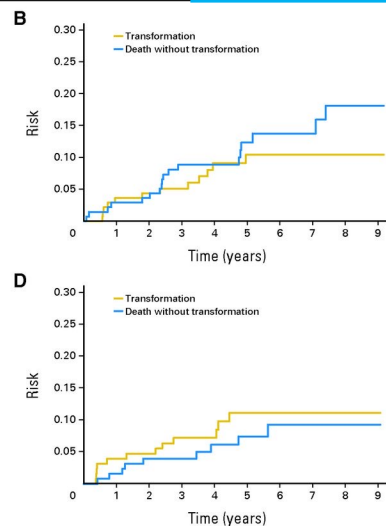 B
0.30
Transformation
Death without transformation
0.25
0.20
Risk
0.15
0.10
0.05
0 1 2 3 4 5 6 7 8 9
Time (years)
D
0.30
Transformation
Death without transformation
0.25
0.20
Risk
0.15
0.10
0.05
0 1 2 3 4 5 6 7 8 9
Time (years)